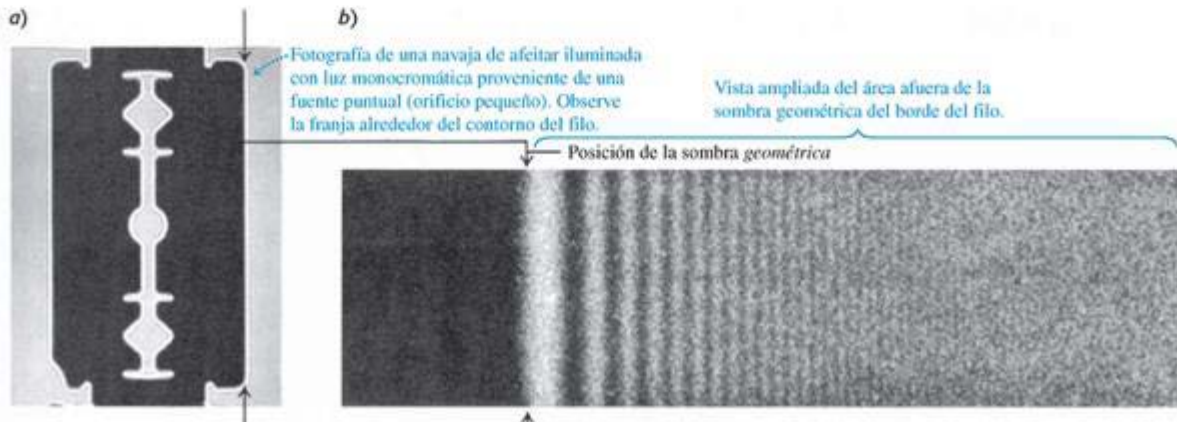 a)
Fotografía de una navaja de afeitar iluminada
con luz monocromática proveniente de una
fuente puntual (orificio pequeño). Observe
la franja alrededor del contorno del filo.
b)
Vista ampliada del área afuera de la
sombra geométrica del borde del filo.
Posición de la sombra geométrica